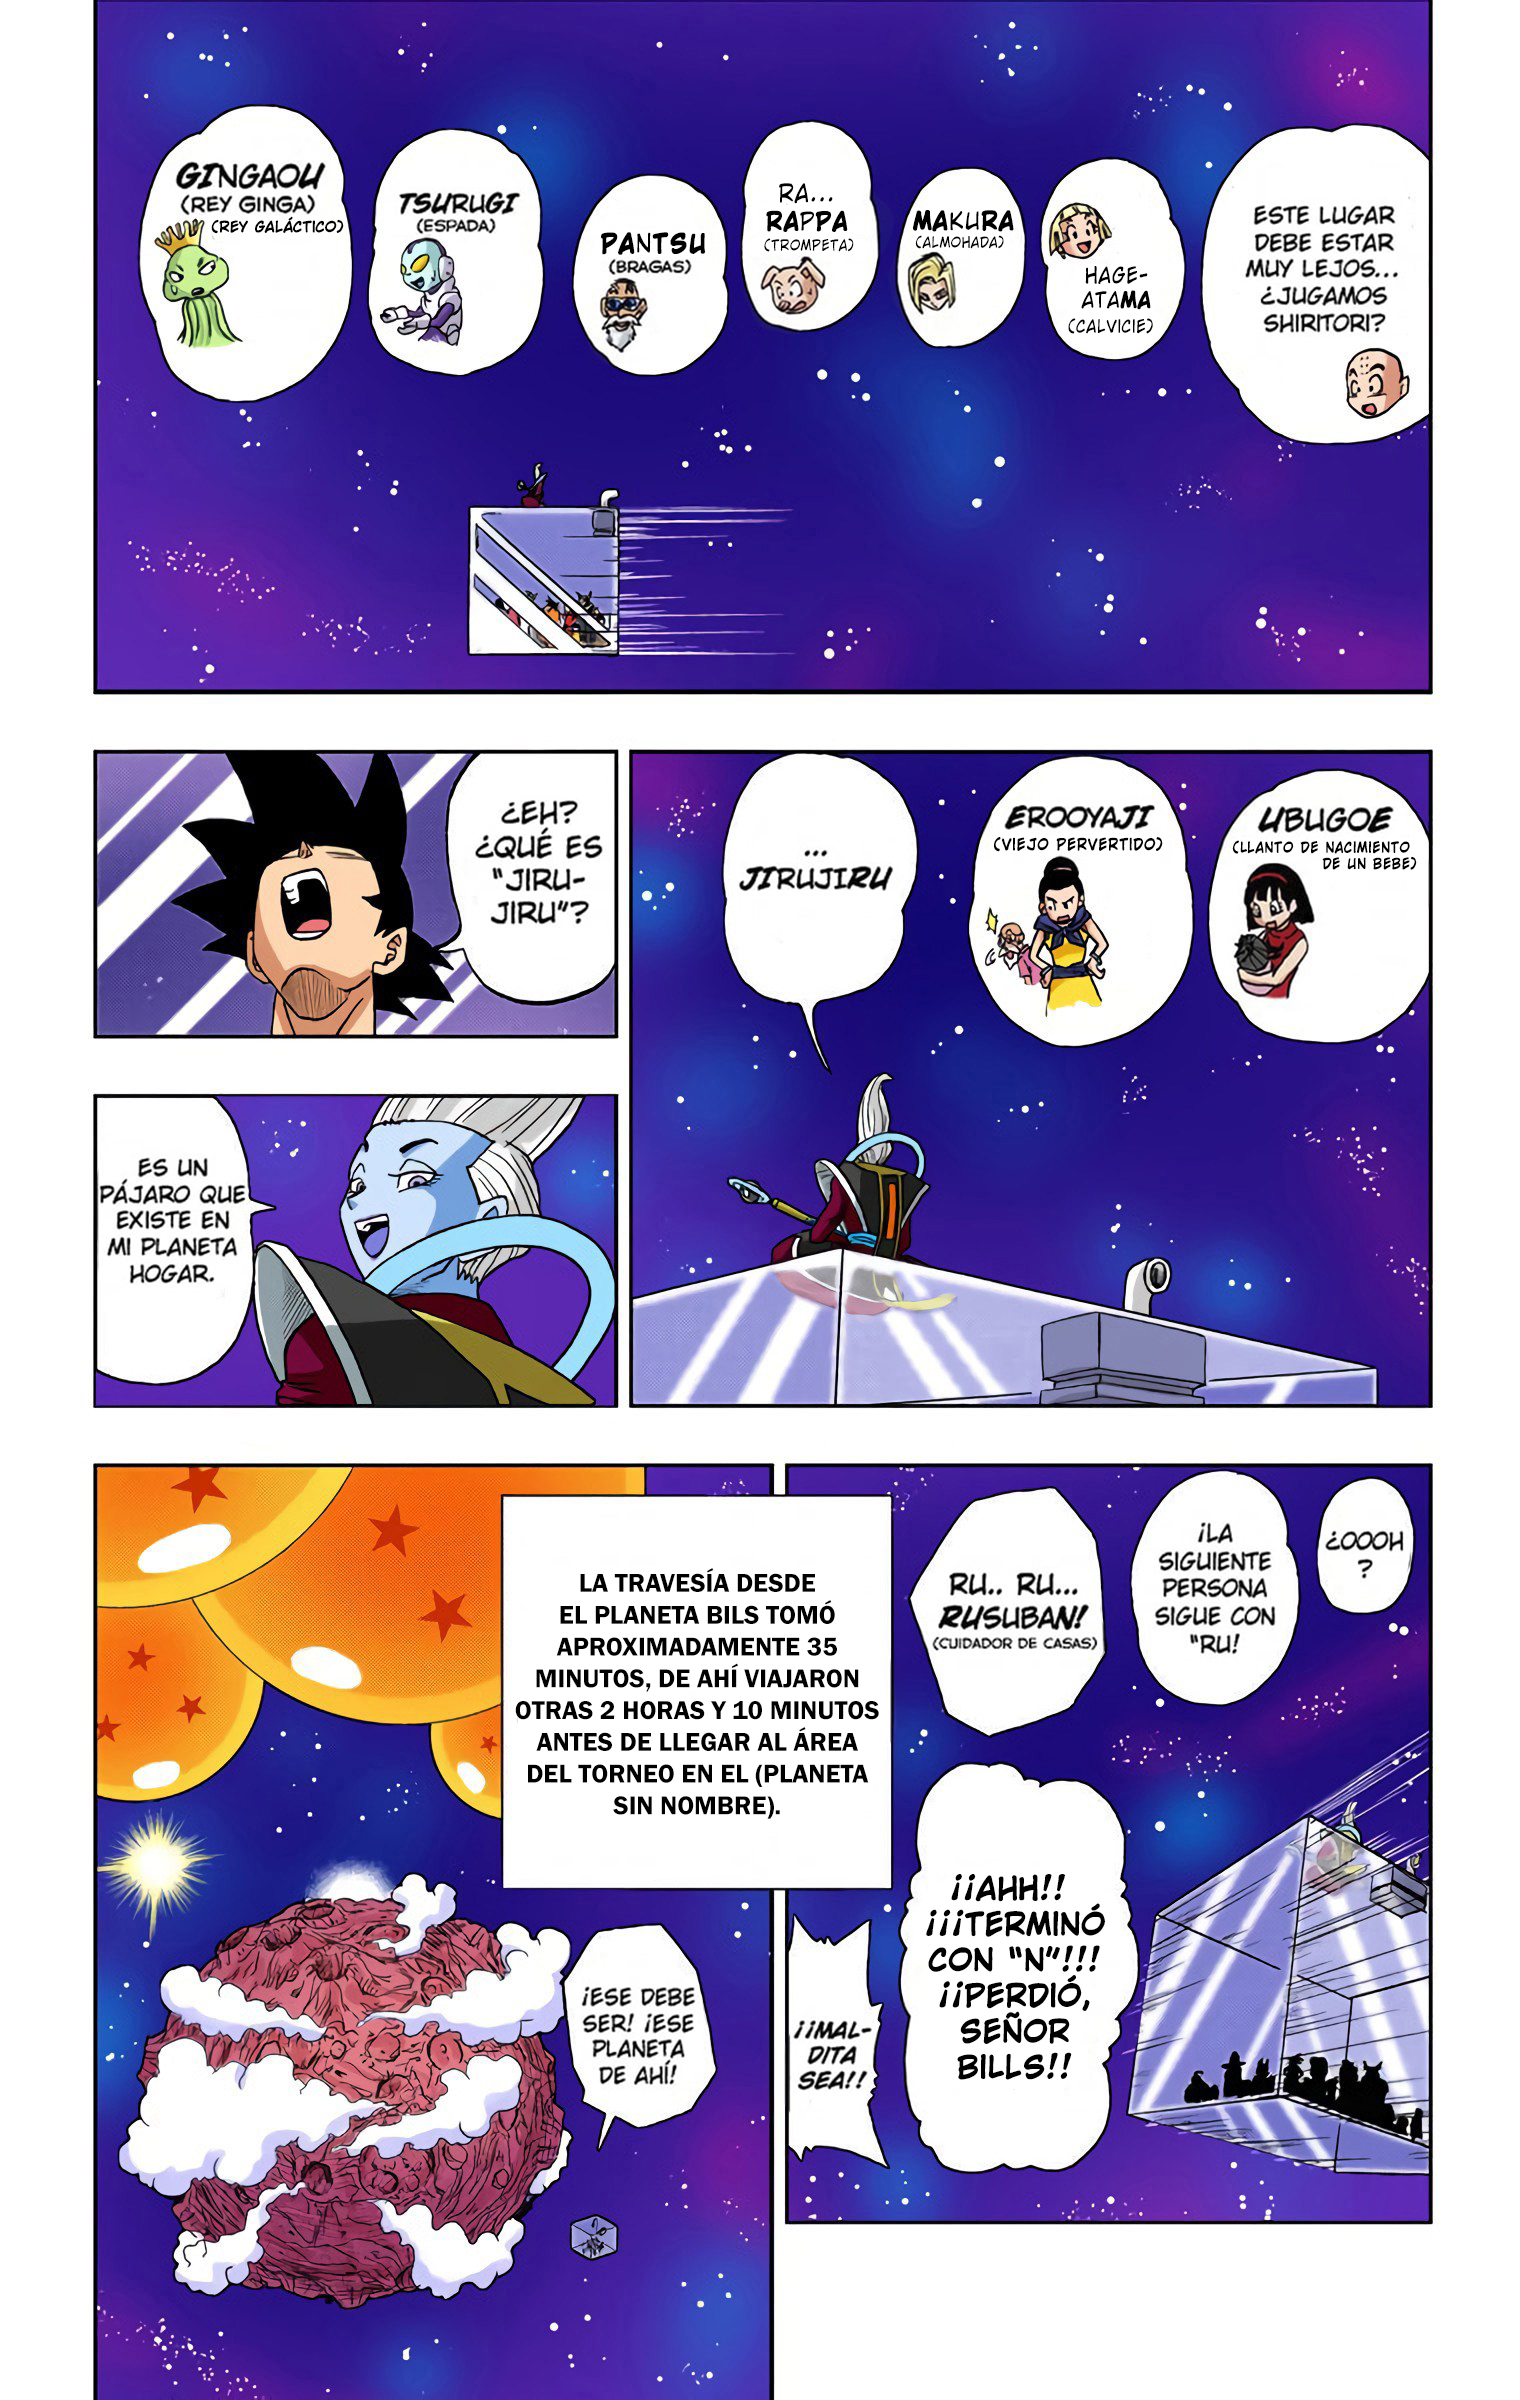 ESTE LUGAR
DEBE ESTAR
MUY LEJOS...
¿JUGAMOS
SHIRITORI?
HAGE-
ATAMA
(CALVICIE)
MAKURA
(ALMOHADA)
RA...
RAPPA
(TROMPETA)
PANTSU
(BRAGAS)
TSURUGI
(ESPADA)
GINGAOU
(REY GINGA)
(REY GALÁCTICO)
UBUGOE
(LLANTO DE NACIMIENTO
DE UN BEBE)
EROOYAJI
(VIEJO PERVERTIDO)
...
JIRUJIRU
¿EH?
¿QUÉ ES
"JIRU-
JIRU"?
ES UN
PÁJARO QUE
EXISTE EN
MI PLANETA
HOGAR.
¿OOOH
?
¡LA
SIGUIENTE
PERSONA
SIGUE CON
"RU!
RU.. RU...
RUSUBAN!
(CUIDADOR DE CASAS)
¡¡AHH!!
¡¡¡TERMINÓ
CON "N"!!!
¡¡PERDIÓ,
SEÑOR
BILLS!!
¡¡MAL-
DITA
SEA!!
LA TRAVESÍA DESDE
EL PLANETA BILS TOMÓ
APROXIMADAMENTE 35
MINUTOS, DE AHÍ VIAJARON
OTRAS 2 HORAS Y 10 MINUTOS
ANTES DE LLEGAR AL ÁREA
DEL TORNEO EN EL (PLANETA
SIN NOMBRE).
¡ESE DEBE
SER! ¡ESE
PLANETA
DE AHÍ!